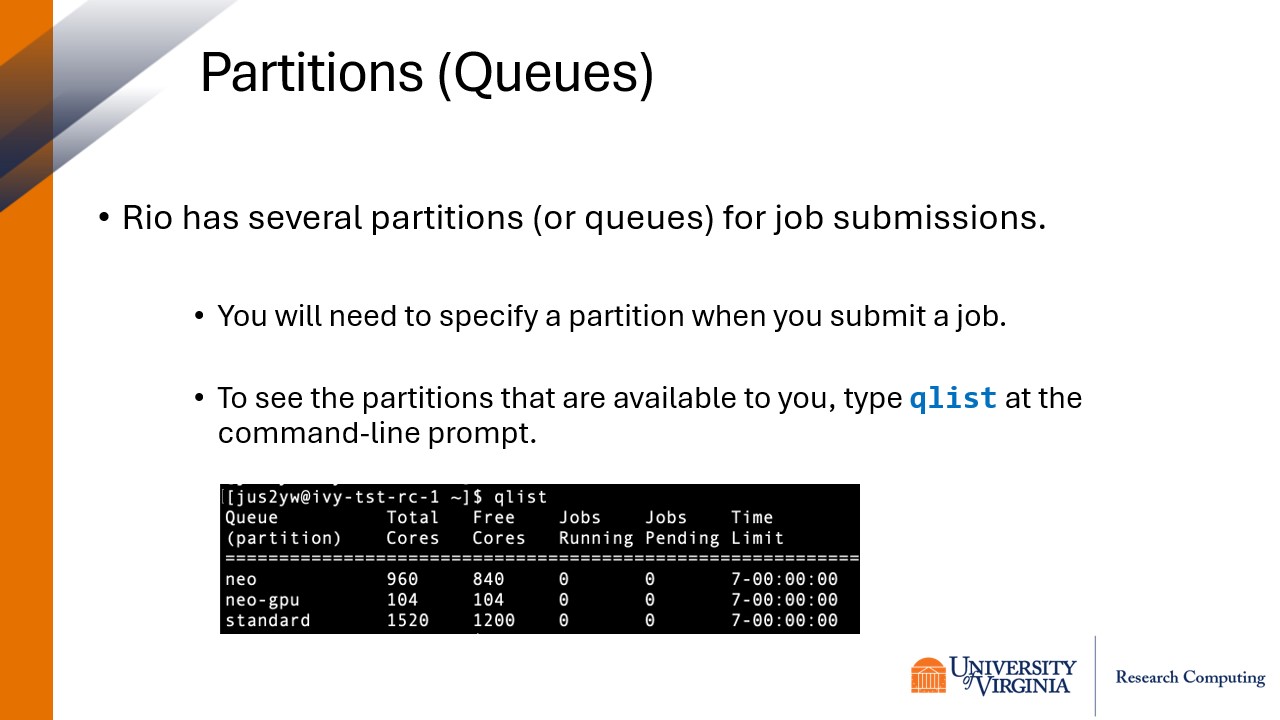 Partitions (Queues)
• Rio has several partitions (or queues) for job submissions.
• You will need to specify a partition when you submit a job.
• To see the partitions that are available to you, type qlist at the
command-line prompt.
[[jus2yw@ivy-tst-rc-1 ~]$ qlist
Queue Total Free Jobs Jobs Time
(partition) Cores Cores Running Pending Limit
===========================================================
neo 960 840 0 0 7-00:00:00
neo-gpu 104 104 0 0 7-00:00:00
standard 1520 1200 0 0 7-00:00:00
UNIVERSITY
of VIRGINIA
Research Computing